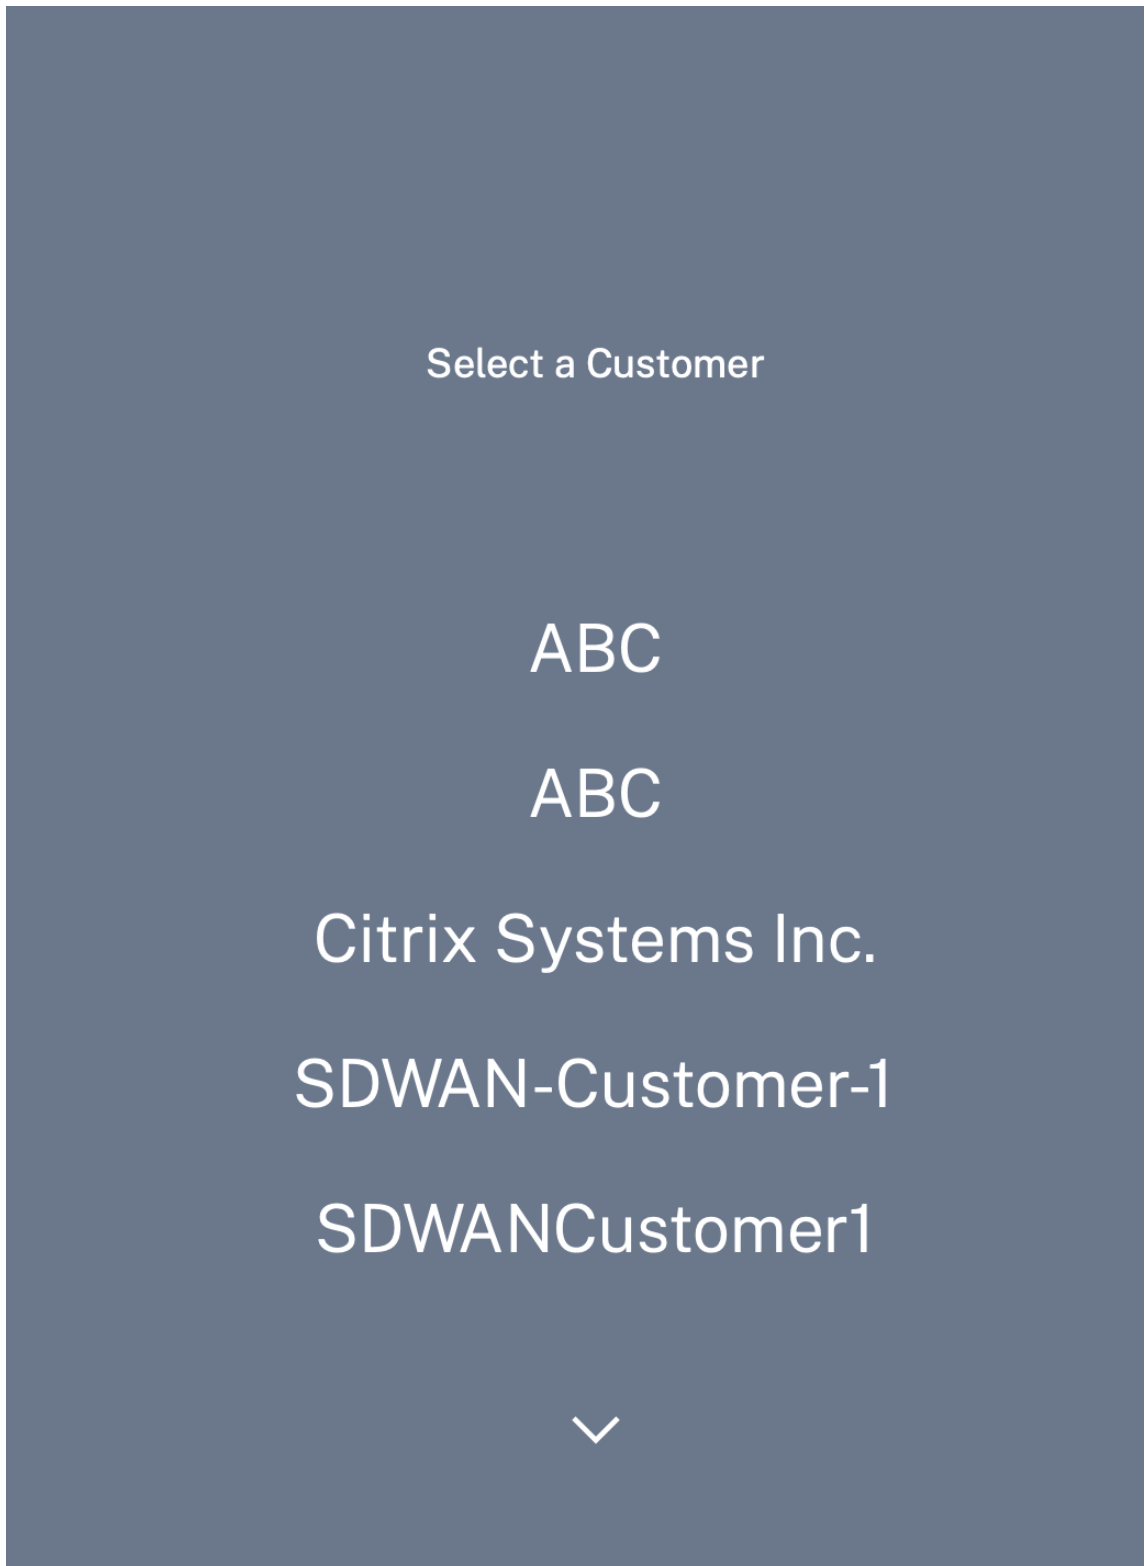 Select a Customer
ABC
ABC
Citrix Systems Inc.
SDWAN-Customer-1
SDWANCustomer1